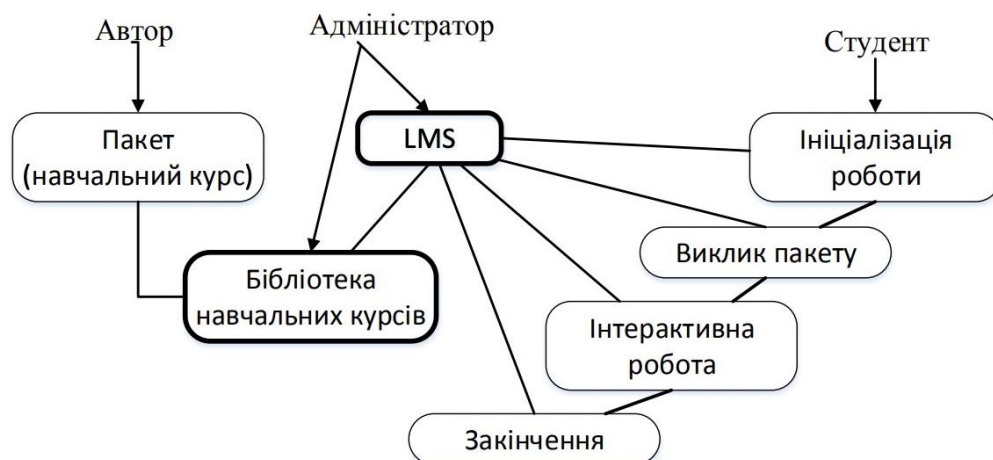 Автор
Адміністратор
Студент
Пакет
(навчальний курс)
LMS
Ініціалізація
роботи
Виклик пакету
Бібліотека
навчальних курсів
Інтерактивна
робота
Закінчення